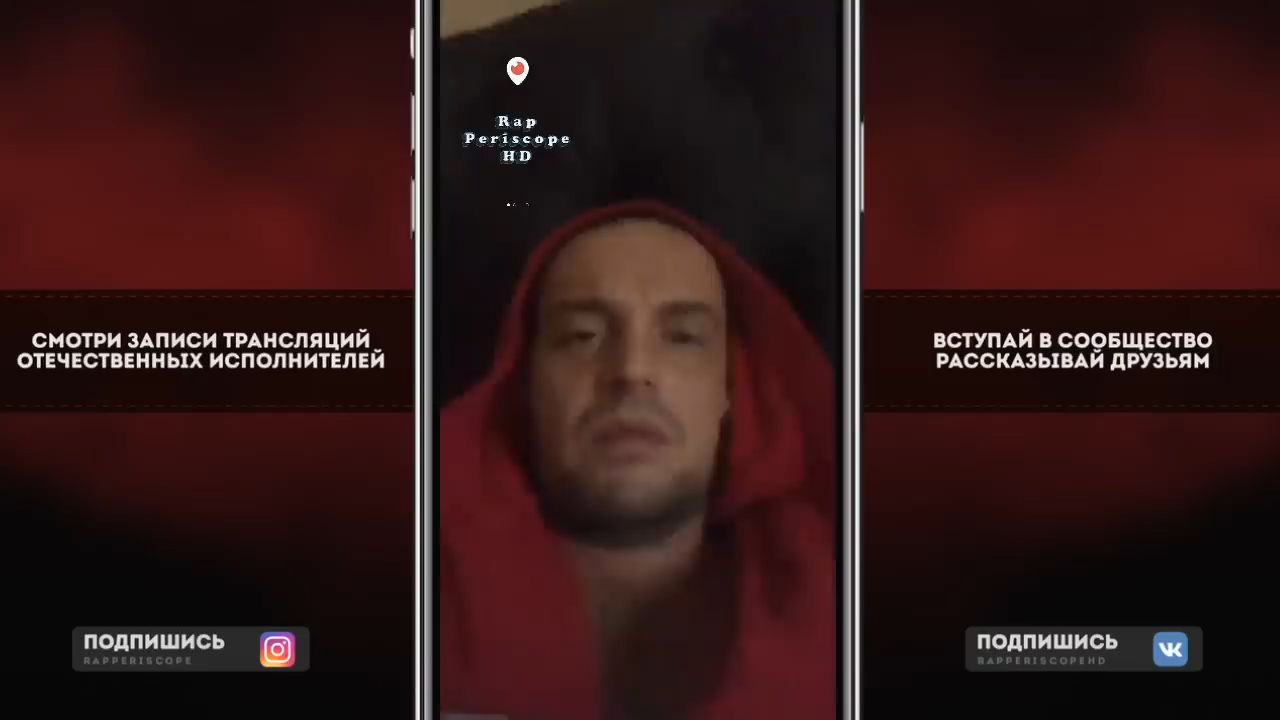 Rap
Periscope
HD
СМОТРИ ЗАПИСИ ТРАНСЛЯЦИЙ
ОТЕЧЕСТВЕННЫХ ИСПОЛНИТЕЛЕЙ
ВСТУПАЙ В СООБЩЕСТВО
РАССКАЗЫВАЙ ДРУЗЬЯМ
ПОДПИШИСЬ
RAPPERISCOPE
ПОДПИШИСЬ
RAPPERISCOPEHD